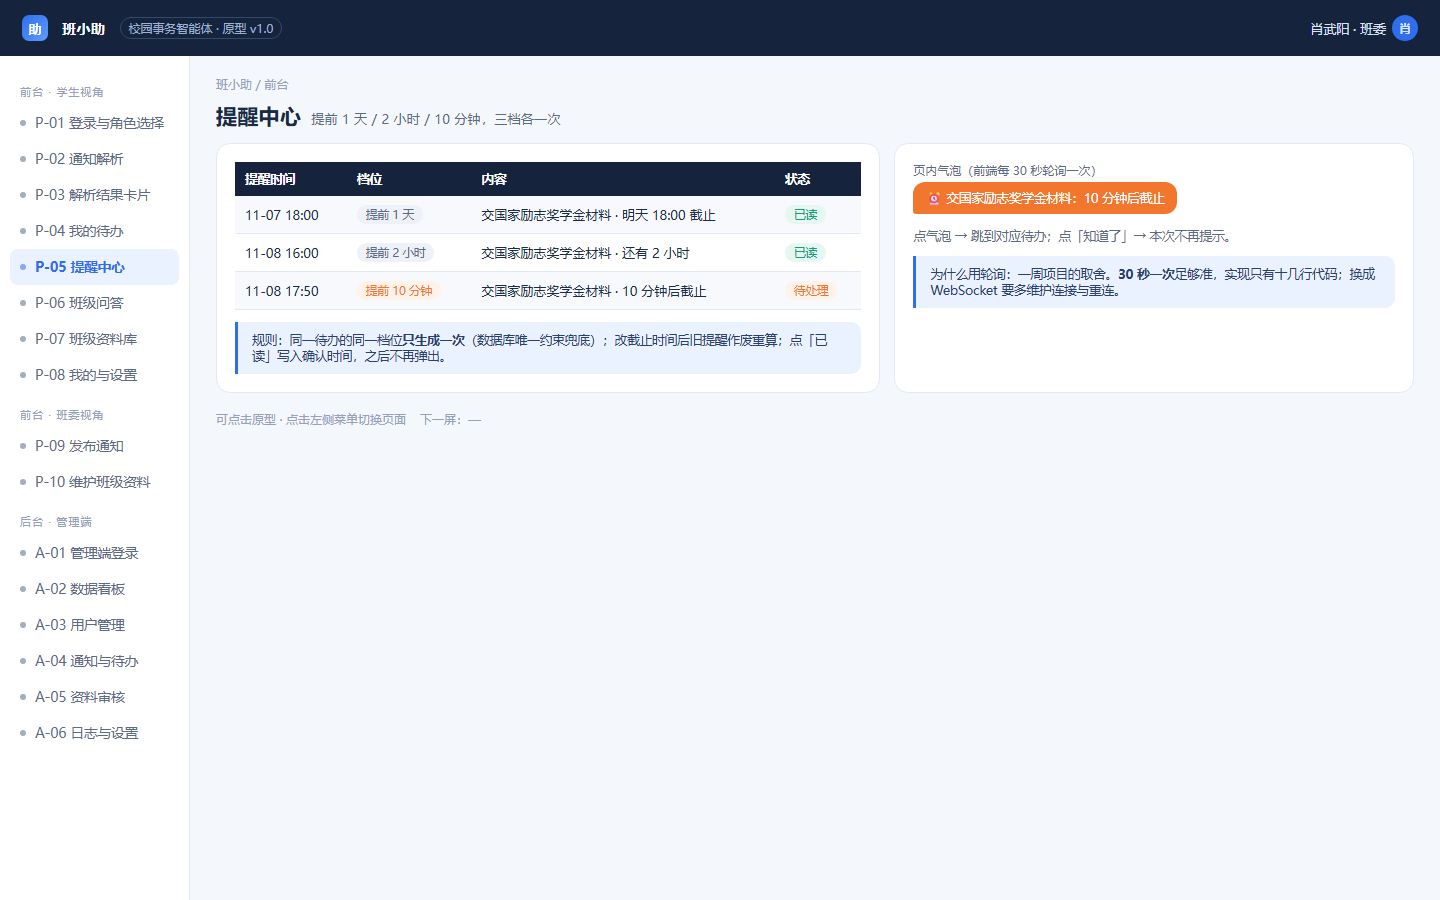 助 班小助 校园事务智能体 · 原型 v1.0
肖武阳 · 班委 肖
前台 · 学生视角
P-01 登录与角色选择
P-02 通知解析
P-03 解析结果卡片
P-04 我的待办
P-05 提醒中心
P-06 班级问答
P-07 班级资料库
P-08 我的与设置
前台 · 班委视角
P-09 发布通知
P-10 维护班级资料
后台 · 管理端
A-01 管理端登录
A-02 数据看板
A-03 用户管理
A-04 通知与待办
A-05 资料审核
A-06 日志与设置
班小助 / 前台
提醒中心 提前 1 天 / 2 小时 / 10 分钟，三档各一次
提醒时间 档位 内容 状态
11-07 18:00 提前 1 天 交国家励志奖学金材料 · 明天 18:00 截止 已读
11-08 16:00 提前 2 小时 交国家励志奖学金材料 · 还有 2 小时 已读
11-08 17:50 提前 10 分钟 交国家励志奖学金材料 · 10 分钟后截止 待处理
规则：同一待办的同一档位只生成一次（数据库唯一约束兜底）；改截止时间后旧提醒作废重算；点「已
读」写入确认时间，之后不再弹出。
页内气泡（前端每 30 秒轮询一次）
⏰ 交国家励志奖学金材料：10 分钟后截止
点气泡 → 跳到对应待办；点「知道了」→ 本次不再提示。
为什么用轮询：一周项目的取舍。30 秒一次足够准，实现只有十几行代码；换成
WebSocket 要多维护连接与重连。
可点击原型 · 点击左侧菜单切换页面 下一屏：—